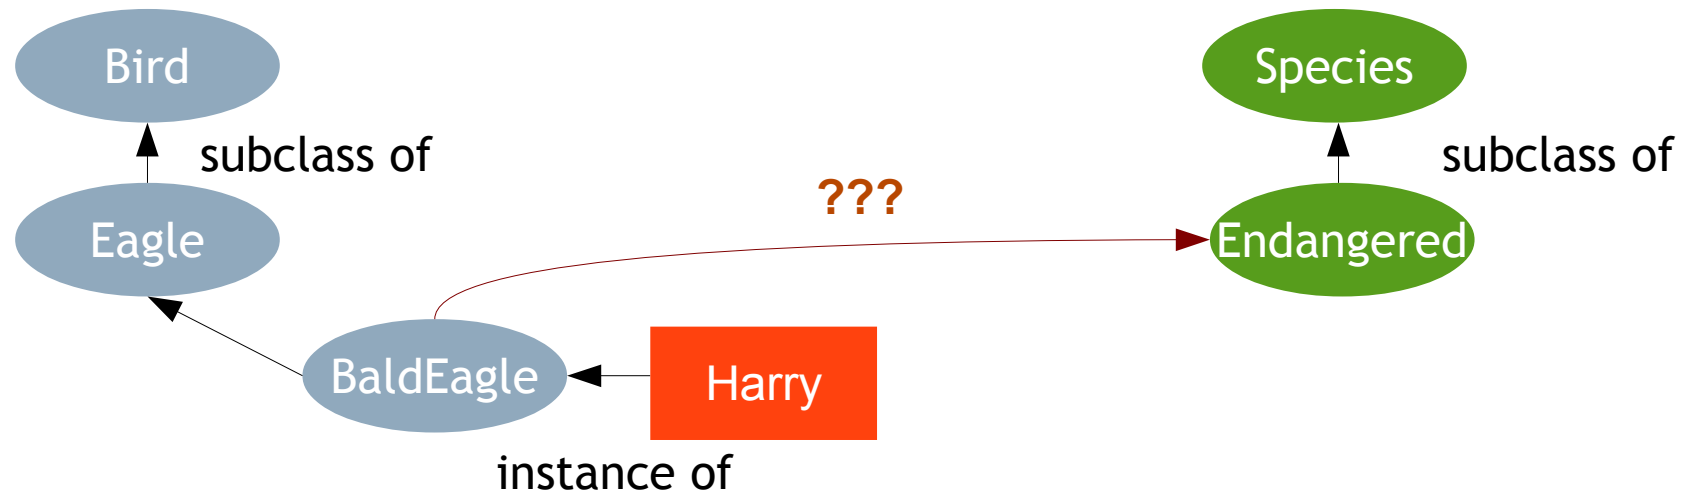 Bird
Species
subclass of
subclass of
???
Eagle
Endangered
BaldEagle
Harry
instance of